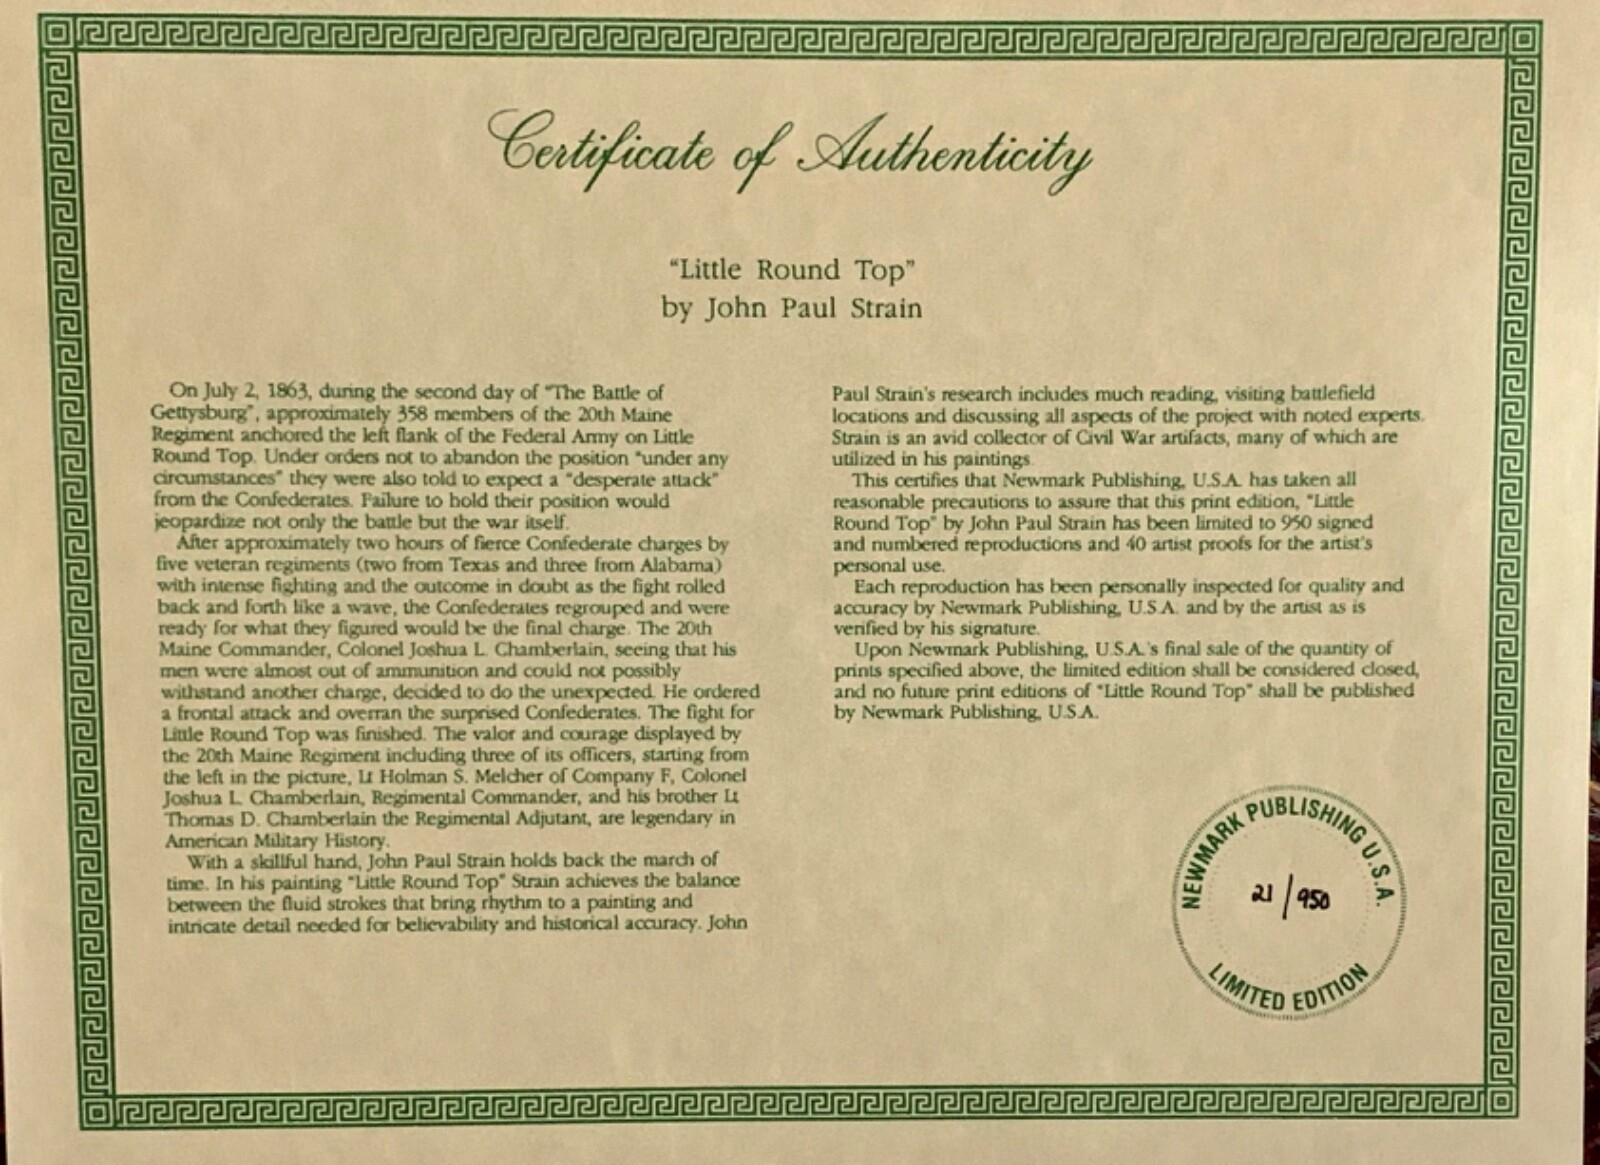 Certificate of Authenticity
"Little Round Top"
by John Paul Strain
On July 2, 1863, during the second day of "The Battle of
Gettysburg", approximately 358 members of the 20th Maine
Regiment anchored the left flank of the Federal Army on Little
Round Top. Under orders not to abandon the position "under any
circumstances" they were also told to expect a "desperate attack"
from the Confederates. Failure to hold their position would
jeopardize not only the battle but the war itself.
After approximately two hours of fierce Confederate charges by
five veteran regiments (two from Texas and three from Alabama)
with intense fighting and the outcome in doubt as the fight rolled
back and forth like a wave, the Confederates regrouped and were
ready for what they figured would be the final charge. The 20th
Maine Commander, Colonel Joshua L. Chamberlain, seeing that his
men were almost out of ammunition and could not possibly
withstand another charge, decided to do the unexpected. He ordered
a frontal attack and overran the surprised Confederates. The fight for
Little Round Top was finished. The valor and courage displayed by
the 20th Maine Regiment including three of its officers, starting from
the left in the picture, Lt Holman S. Melcher of Company F, Colonel
Joshua L. Chamberlain, Regimental Commander, and his brother Lt
Thomas D. Chamberlain the Regimental Adjutant, are legendary in
American Military History.
With a skillful hand, John Paul Strain holds back the march of
time. In his painting "Little Round Top" Strain achieves the balance
between the fluid strokes that bring rhythm to a painting and
intricate detail needed for believability and historical accuracy. John
Paul Strain's research includes much reading, visiting battlefield
locations and discussing all aspects of the project with noted experts.
Strain is an avid collector of Civil War artifacts, many of which are
utilized in his paintings.
This certifies that Newmark Publishing, U.S.A. has taken all
reasonable precautions to assure that this print edition, "Little
Round Top" by John Paul Strain has been limited to 950 signed
and numbered reproductions and 40 artist proofs for the artist's
personal use.
Each reproduction has been personally inspected for quality and
accuracy by Newmark Publishing, U.S.A. and by the artist as is
verified by his signature.
Upon Newmark Publishing, U.S.A.'s final sale of the quantity of
prints specified above, the limited edition shall be considered closed,
and no future print editions of "Little Round Top" shall be published
by Newmark Publishing, U.S.A.
NEWMARK PUBLISHING U.S.A.
21/950
LIMITED EDITION